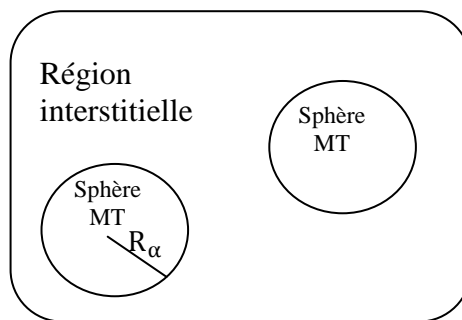 Région
interstitielle
Sphère
MT
Sphère
MT
Rα